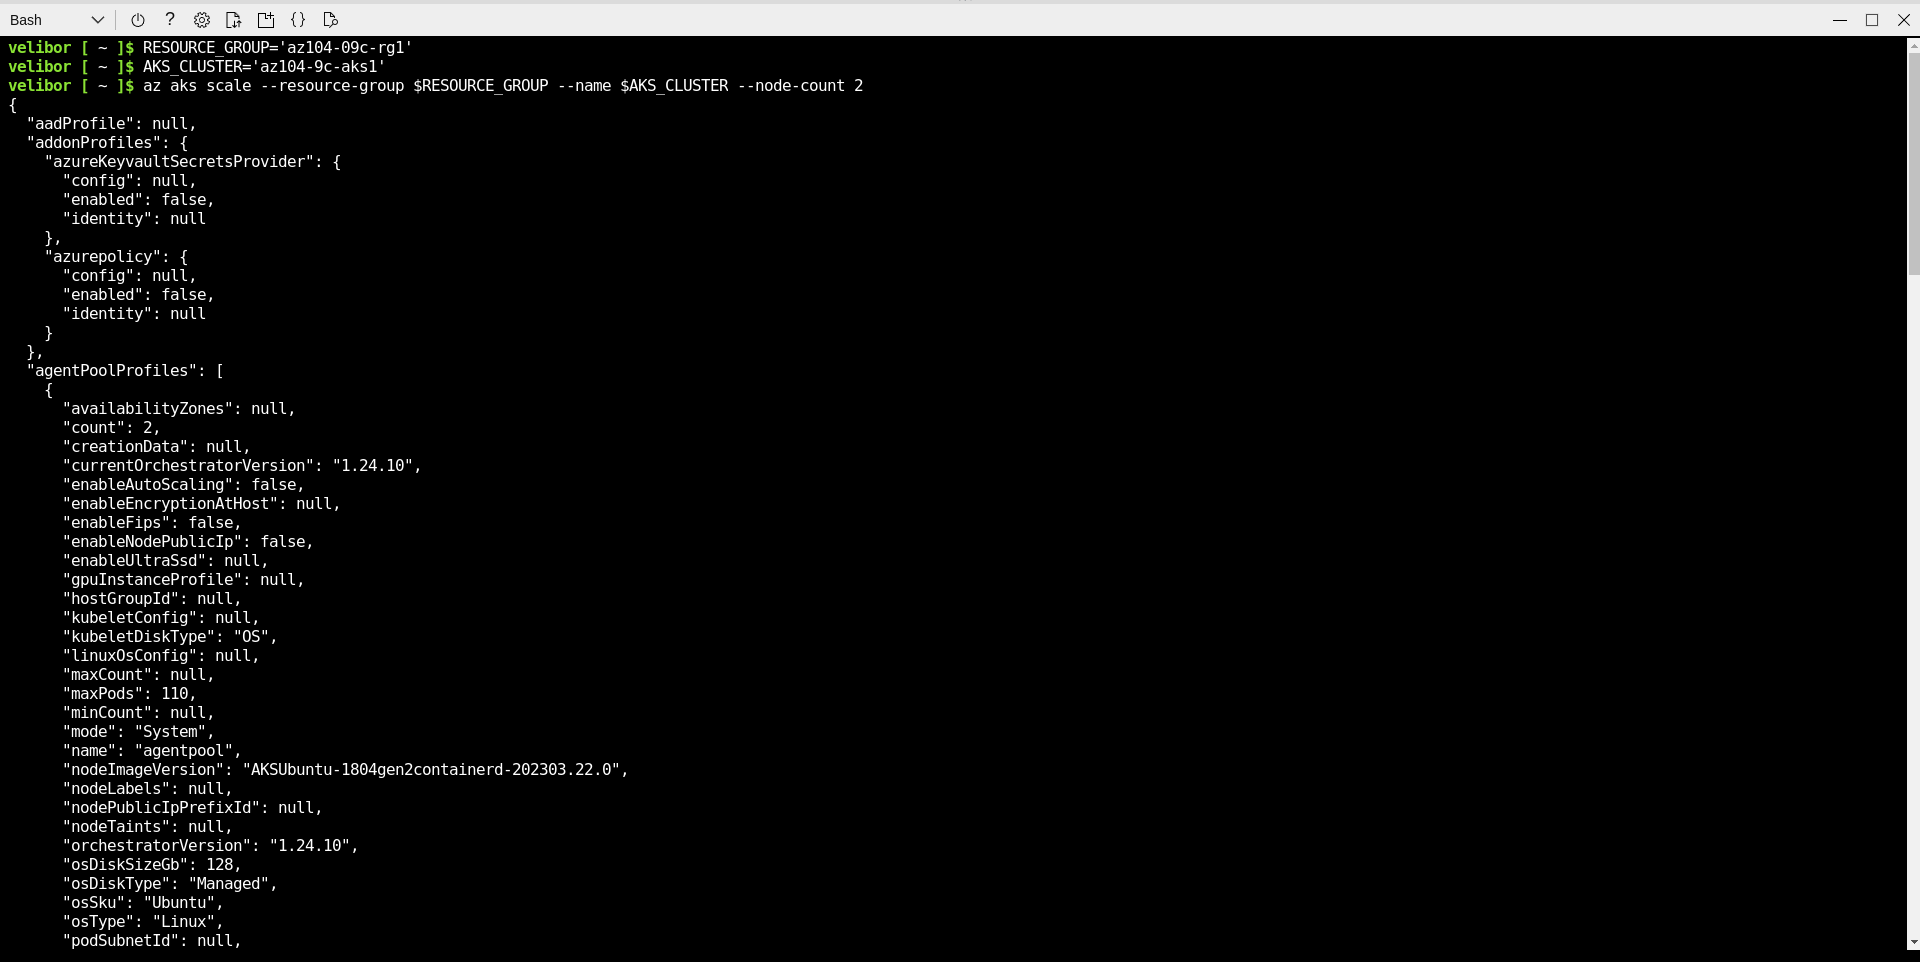 Bash
velibor [ ~ ]$ RESOURCE_GROUP='az104-09c-rg1'
velibor [ ~ ]$ AKS_CLUSTER='az104-9c-aks1'
velibor [ ~ ]$ az aks scale --resource-group $RESOURCE_GROUP --name $AKS_CLUSTER --node-count 2
{
  "aadProfile": null,
  "addonProfiles": {
    "azureKeyvaultSecretsProvider": {
      "config": null,
      "enabled": false,
      "identity": null
    },
    "azurepolicy": {
      "config": null,
      "enabled": false,
      "identity": null
    }
  },
  "agentPoolProfiles": [
    {
      "availabilityZones": null,
      "count": 2,
      "creationData": null,
      "currentOrchestratorVersion": "1.24.10",
      "enableAutoScaling": false,
      "enableEncryptionAtHost": null,
      "enableFips": false,
      "enableNodePublicIp": false,
      "enableUltraSsd": null,
      "gpuInstanceProfile": null,
      "hostGroupId": null,
      "kubeletConfig": null,
      "kubeletDiskType": "OS",
      "linuxOsConfig": null,
      "maxCount": null,
      "maxPods": 110,
      "minCount": null,
      "mode": "System",
      "name": "agentpool",
      "nodeImageVersion": "AKSUbuntu-1804gen2containerd-202303.22.0",
      "nodeLabels": null,
      "nodePublicIpPrefixId": null,
      "nodeTaints": null,
      "orchestratorVersion": "1.24.10",
      "osDiskSizeGb": 128,
      "osDiskType": "Managed",
      "osSku": "Ubuntu",
      "osType": "Linux",
      "podSubnetId": null,